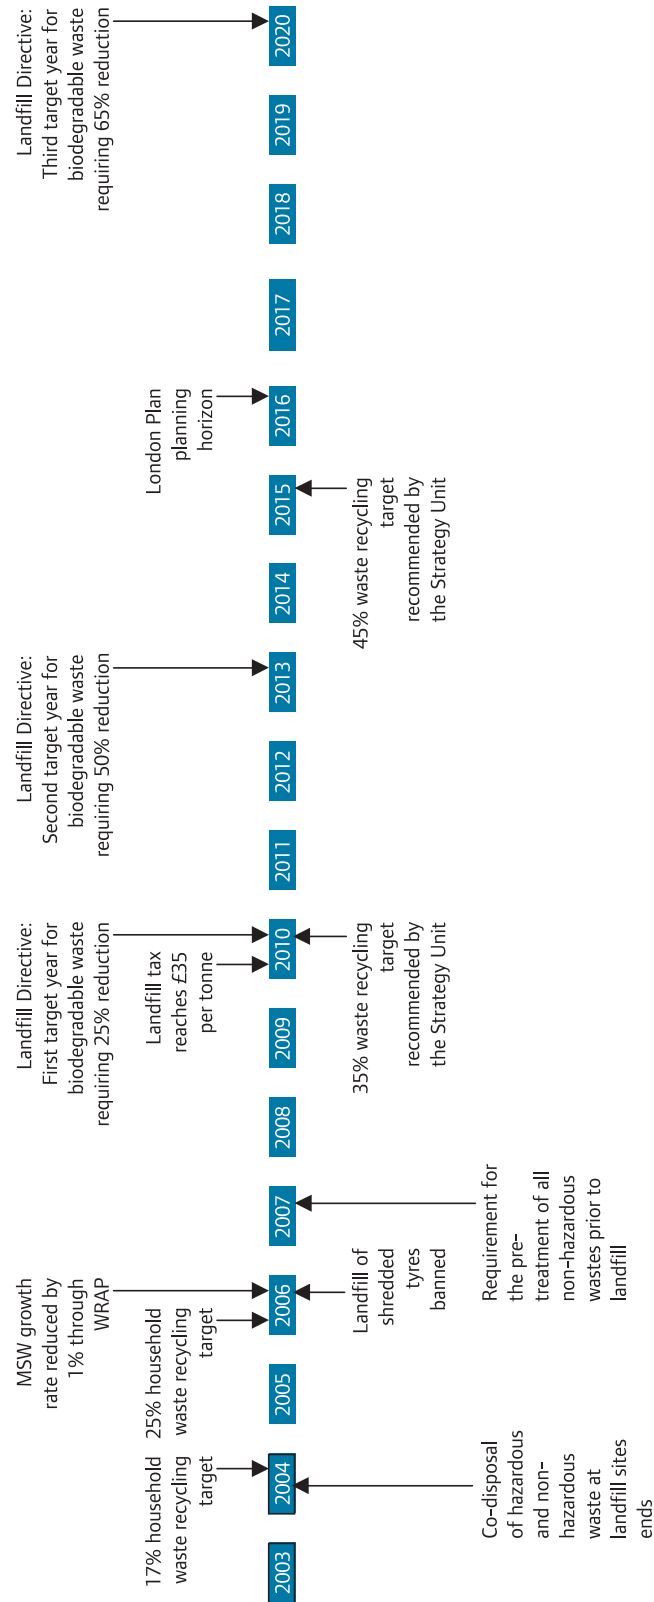 MSW growth
rate reduced by
1% through
WRAP
Landfill Directive:
First target year for
biodegradable waste
requiring 25% reduction
Landfill Directive:
Second target year for
biodegradable waste
requiring 50% reduction
Landfill Directive:
Third target year for
biodegradable waste
requiring 65% reduction
17% household
waste recycling
target
25% household
waste recycling
target
Landfill tax
reaches £35
per tonne
London Plan
planning
horizon
2003
2004
2005
2006
2007
2008
2009
2010
2011
2012
2013
2014
2015
2016
2017
2018
2019
2020
Landfill of
shredded
tyres
banned
35% waste recycling
target
recommended by
the Strategy Unit
45% waste recycling
target
recommended by
the Strategy Unit
Co-disposal
of hazardous
and non-
hazardous
waste at
landfill sites
ends
Requirement for
the pre-
treatment of all
non-hazardous
wastes prior to
landfill